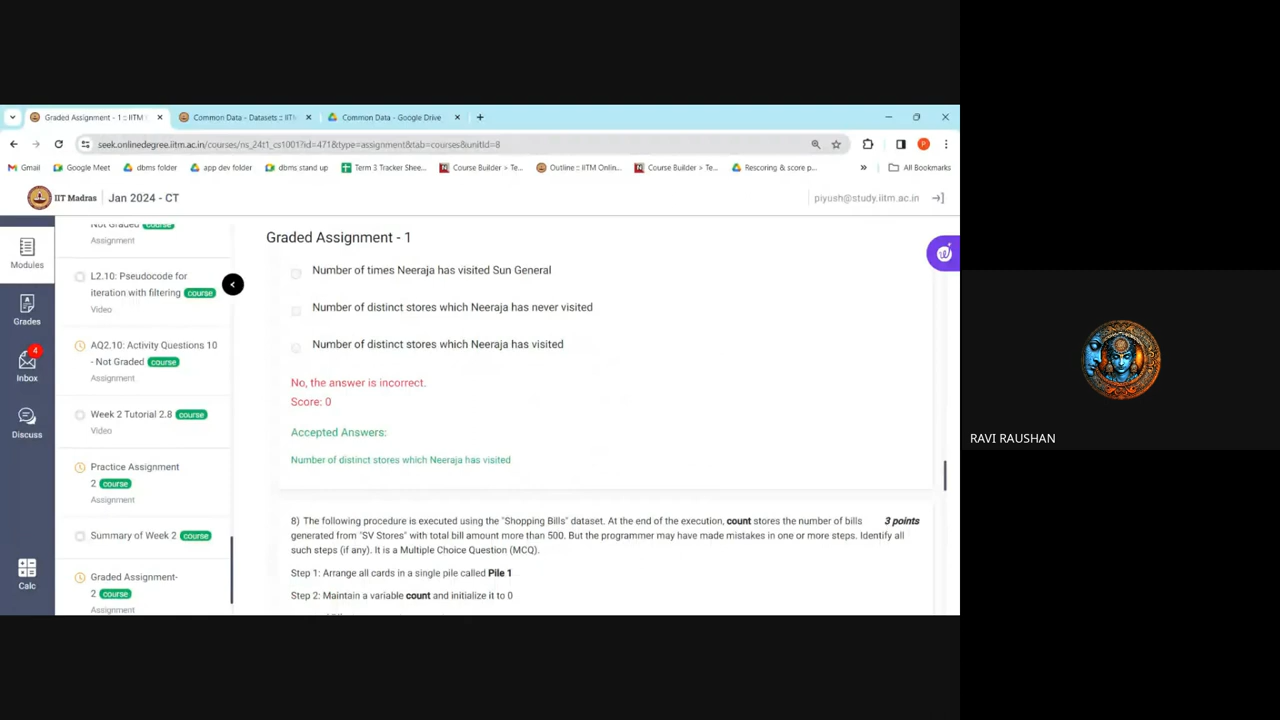 Graded Assignment - 1 :: IITM
Common Data - Datasets :: IITM
Common Data - Google Drive
seek.onlinedegree.iitm.ac.in/courses/ns_24t1_cs1001?id=471&type=assignment&tab=courses&unitId=8
P
Gmail
Google Meet
dbms folder
app dev folder
dbms stand up
Term 3 Tracker Shee...
Course Builder > Te...
Outline :: IITM Onlin...
Course Builder > Te...
Rescoring & score p...
»
All Bookmarks
IIT Madras
Jan 2024 - CT
piyush@study.iitm.ac.in
Modules
Grades
4
Inbox
Discuss
Calc
Not Graded course
Assignment
L2.10: Pseudocode for
iteration with filtering course
Video
AQ2.10: Activity Questions 10
- Not Graded course
Assignment
Week 2 Tutorial 2.8 course
Video
Practice Assignment
2 course
Assignment
Summary of Week 2 course
Graded Assignment-
2 course
Assignment
Graded Assignment - 1
Number of times Neeraja has visited Sun General
Number of distinct stores which Neeraja has never visited
Number of distinct stores which Neeraja has visited
No, the answer is incorrect.
Score: 0
Accepted Answers:
Number of distinct stores which Neeraja has visited
8) The following procedure is executed using the "Shopping Bills" dataset. At the end of the execution, count stores the number of bills 3 points
generated from "SV Stores" with total bill amount more than 500. But the programmer may have made mistakes in one or more steps. Identify all
such steps (if any). It is a Multiple Choice Question (MCQ).
Step 1: Arrange all cards in a single pile called Pile 1
Step 2: Maintain a variable count and initialize it to 0
RAVI RAUSHAN